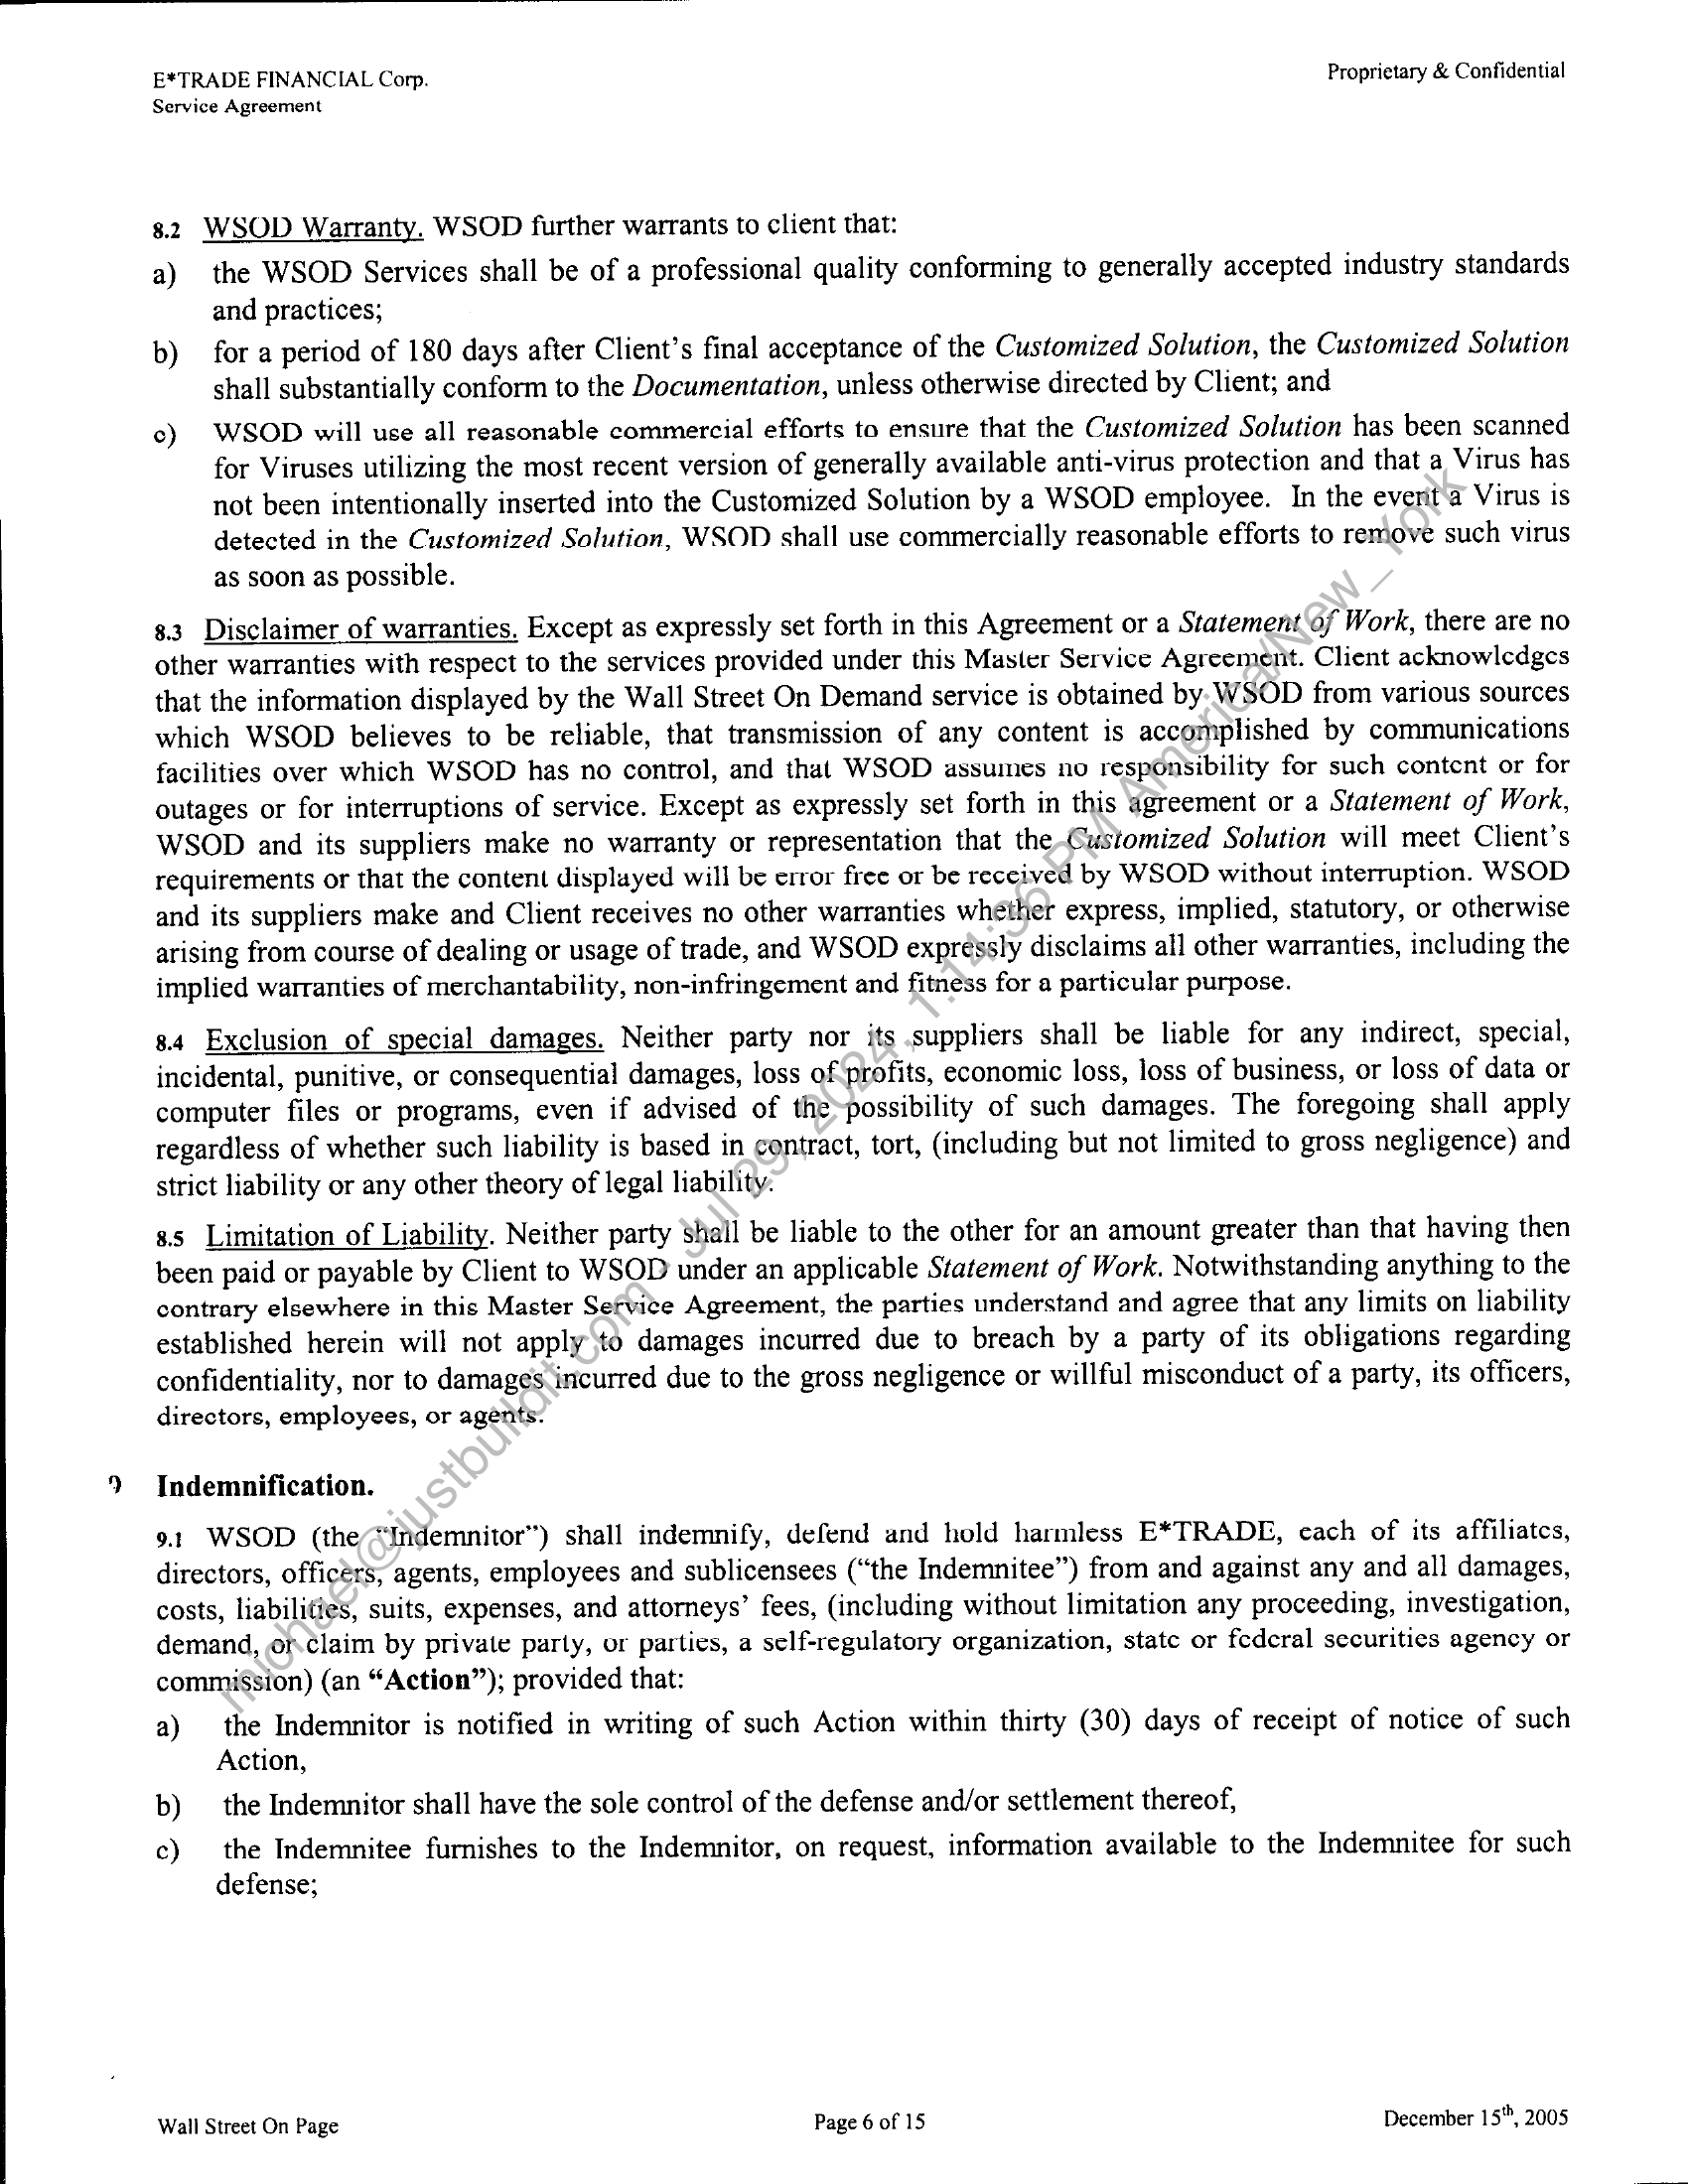 E*TRADE FINANCIAL Corp.
Service Agreement
Proprietary & Confidential
8.2 WSOD Warranty. WSOD further warrants to client that:
a) the WSOD Services shall be of a professional quality conforming to generally accepted industry standards
and practices;
b) for a period of 180 days after Client's final acceptance of the Customized Solution, the Customized Solution
shall substantially conform to the Documentation, unless otherwise directed by Client; and
c) WSOD will use all reasonable commercial efforts to ensure that the Customized Solution has been scanned
for Viruses utilizing the most recent version of generally available anti-virus protection and that a Virus has
not been intentionally inserted into the Customized Solution by a WSOD employee. In the event a Virus is
detected in the Customized Solution, WSOD shall use commercially reasonable efforts to remove such virus
as soon as possible.
8.3 Disclaimer of warranties. Except as expressly set forth in this Agreement or a Statement of Work, there are no
other warranties with respect to the services provided under this Master Service Agreement. Client acknowledges
that the information displayed by the Wall Street On Demand service is obtained by WSOD from various sources
which WSOD believes to be reliable, that transmission of any content is accomplished by communications
facilities over which WSOD has no control, and that WSOD assumes no responsibility for such content or for
outages or for interruptions of service. Except as expressly set forth in this agreement or a Statement of Work,
WSOD and its suppliers make no warranty or representation that the Customized Solution will meet Client's
requirements or that the content displayed will be error free or be received by WSOD without interruption. WSOD
and its suppliers make and Client receives no other warranties whether express, implied, statutory, or otherwise
arising from course of dealing or usage of trade, and WSOD expressly disclaims all other warranties, including the
implied warranties of merchantability, non-infringement and fitness for a particular purpose.
8.4 Exclusion of special damages. Neither party nor its suppliers shall be liable for any indirect, special,
incidental, punitive, or consequential damages, loss of profits, economic loss, loss of business, or loss of data or
computer files or programs, even if advised of the possibility of such damages. The foregoing shall apply
regardless of whether such liability is based in contract, tort, (including but not limited to gross negligence) and
strict liability or any other theory of legal liability.
8.5 Limitation of Liability. Neither party shall be liable to the other for an amount greater than that having then
been paid or payable by Client to WSOD under an applicable Statement of Work. Notwithstanding anything to the
contrary elsewhere in this Master Service Agreement, the parties understand and agree that any limits on liability
established herein will not apply to damages incurred due to breach by a party of its obligations regarding
confidentiality, nor to damages incurred due to the gross negligence or willful misconduct of a party, its officers,
directors, employees, or agents.
9 Indemnification.
9.1 WSOD (the "Indemnitor") shall indemnify, defend and hold harmless E*TRADE, each of its affiliates,
directors, officers, agents, employees and sublicensees ("the Indemnitee") from and against any and all damages,
costs, liabilities, suits, expenses, and attorneys' fees, (including without limitation any proceeding, investigation,
demand, or claim by private party, or parties, a self-regulatory organization, state or federal securities agency or
commission) (an "Action"); provided that:
a) the Indemnitor is notified in writing of such Action within thirty (30) days of receipt of notice of such
Action,
b) the Indemnitor shall have the sole control of the defense and/or settlement thereof,
c) the Indemnitee furnishes to the Indemnitor, on request, information available to the Indemnitee for such
defense;
michael@justbuildit.com - Jul 29, 2024, 1:14:36 PM America/New_York
Wall Street On Page
Page 6 of 15
December 15th, 2005